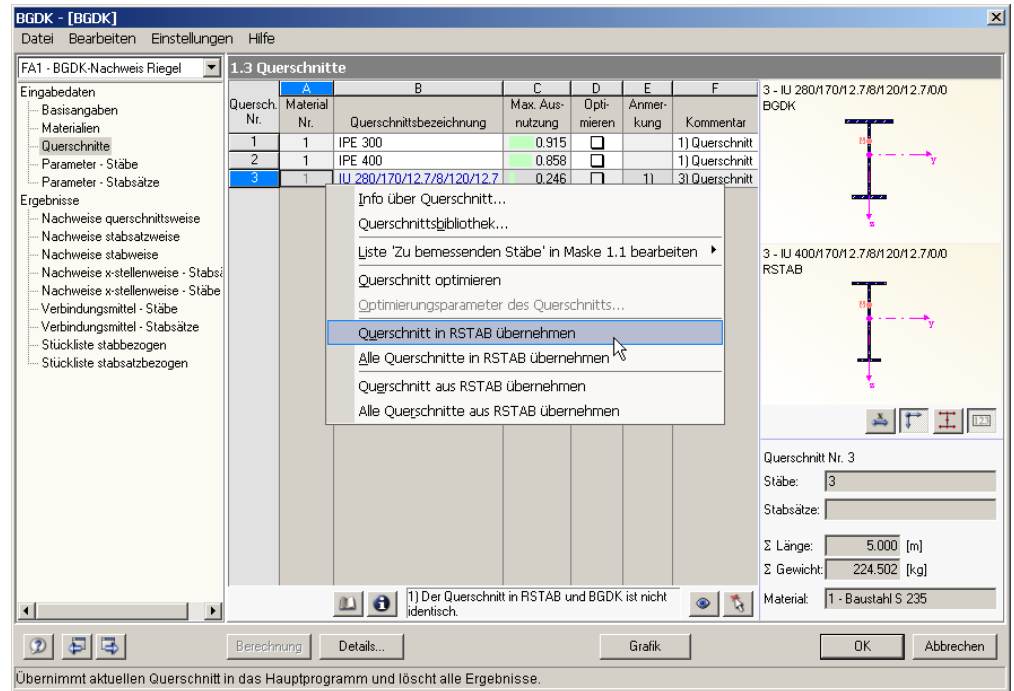 BGDK - [BGDK]
Datei Bearbeiten Einstellungen Hilfe
FA1 - BGDK-Nachweis Riegel
1.3 Querschnitte
Eingabedaten
Basisangaben
Materialien
Querschnitte
Parameter - Stäbe
Parameter - Stabsätze
Ergebnisse
Nachweise querschnittsweise
Nachweise stabsatzweise
Nachweise stabweise
Nachweise x-stellenweise - Stabsä
Nachweise x-stellenweise - Stäbe
Verbindungsmittel - Stäbe
Verbindungsmittel - Stabsätze
Stückliste stabbezogen
Stückliste stabsatzbezogen
A B C D E F
Quersch. Material Max. Aus- Opti- Anmer-
Nr. Nr. Querschnittsbezeichnung nutzung mieren kung Kommentar
1 1 IPE 300 0.915 1) Querschnitt
2 1 IPE 400 0.858 1) Querschnitt
3 1 IU 280/170/12.7/8/120/12.7 0.246 1) 3) Querschnitt
Info über Querschnitt...
Querschnittsbibliothek...
Liste 'Zu bemessenden Stäbe' in Maske 1.1 bearbeiten
Querschnitt optimieren
Optimierungsparameter des Querschnitts...
Querschnitt in RSTAB übernehmen
Alle Querschnitte in RSTAB übernehmen
Querschnitt aus RSTAB übernehmen
Alle Querschnitte aus RSTAB übernehmen
1) Der Querschnitt in RSTAB und BGDK ist nicht
identisch.
3 - IU 280/170/12.7/8/120/12.7/0/0
BGDK
y
z
3 - IU 400/170/12.7/8/120/12.7/0/0
RSTAB
y
z
123
Querschnitt Nr. 3
Stäbe: 3
Stabsätze:
Σ Länge: 5.000 [m]
Σ Gewicht: 224.502 [kg]
Material: 1 - Baustahl S 235
Berechnung Details... Grafik OK Abbrechen
Übernimmt aktuellen Querschnitt in das Hauptprogramm und löscht alle Ergebnisse.